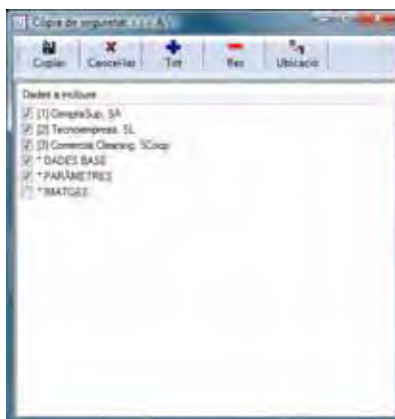 Còpia de seguretat
Copiar Cancel·lar Tot Res Ubicació
Dades a incloure
[1] CompteSup, SA
[2] Tecnoempresa, SL
[3] Comercial Cleaning, SCoop
* DADES BASE
* PARÀMETRES
* IMATGES